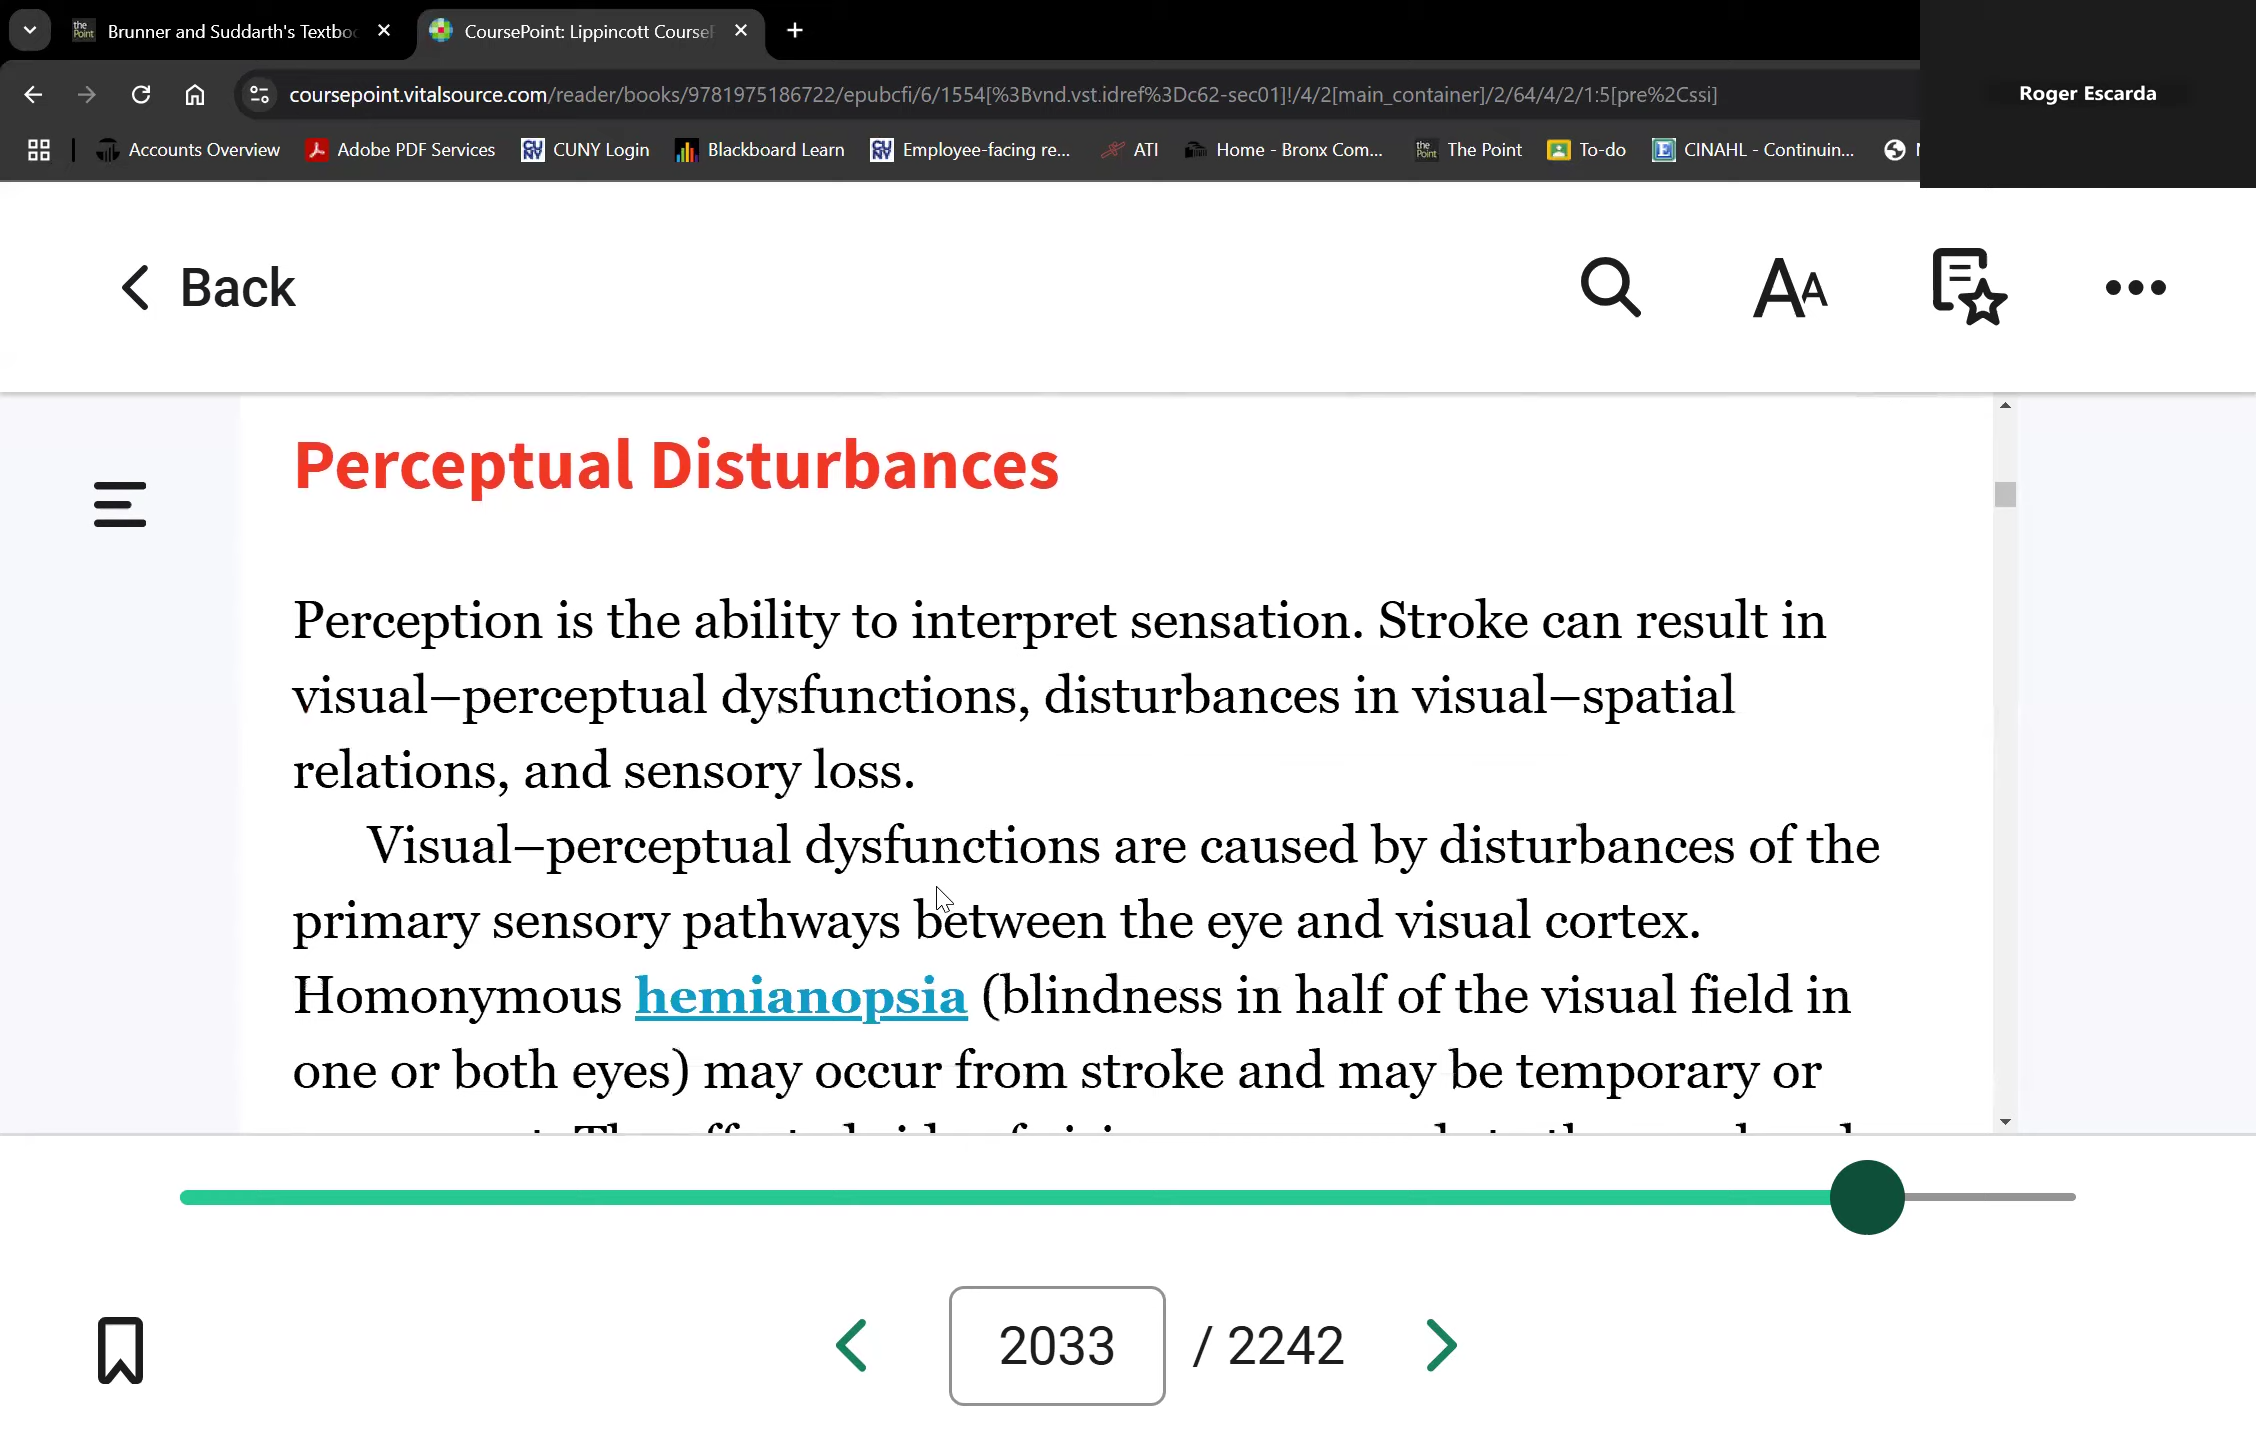 the Point Brunner and Suddarth's Textbo
CoursePoint: Lippincott CourseP
coursepoint.vitalsource.com/reader/books/9781975186722/epubcfi/6/1554[%3Bvnd.vst.idref%3Dc62-sec01]!/4/2[main_container]/2/64/4/2/1:5[pre%2Cssi]
Roger Escarda
Accounts Overview Adobe PDF Services CUNY Login Blackboard Learn Employee-facing re... ATI Home - Bronx Com... the Point The Point To-do E CINAHL - Continuin...
Back
AA
Perceptual Disturbances
Perception is the ability to interpret sensation. Stroke can result in
visual–perceptual dysfunctions, disturbances in visual–spatial
relations, and sensory loss.
Visual–perceptual dysfunctions are caused by disturbances of the
primary sensory pathways between the eye and visual cortex.
Homonymous hemianopsia (blindness in half of the visual field in
one or both eyes) may occur from stroke and may be temporary or
2033 / 2242